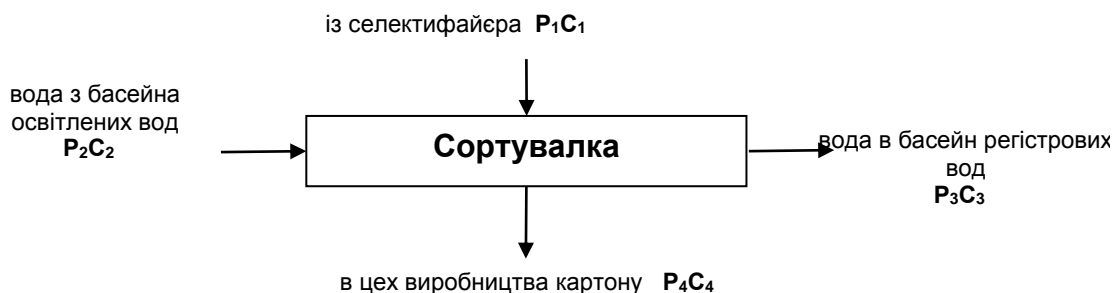 із селектифайєра P₁C₁
вода з басейна
освітлених вод
P₂C₂
Сортувалка
вода в басейн регістрових
вод
P₃C₃
в цех виробництва картону P₄C₄